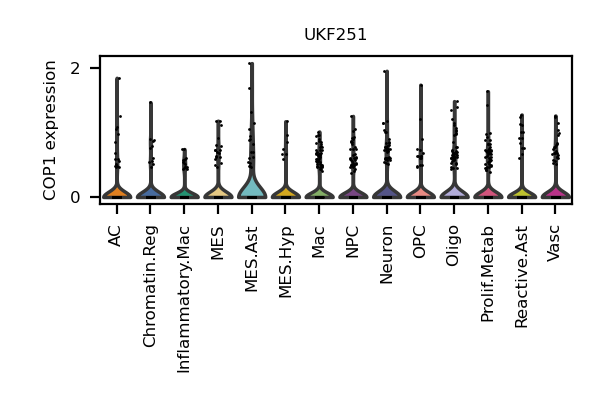 UKF251
COP1 expression
2
0
AC
Chromatin.Reg
Inflammatory.Mac
MES
MES.Ast
MES.Hyp
Mac
NPC
Neuron
OPC
Oligo
Prolif.Metab
Reactive.Ast
Vasc